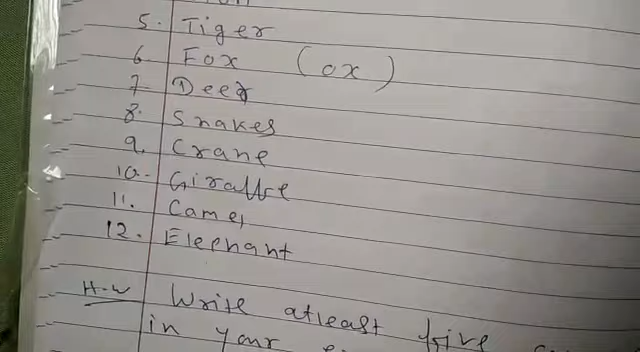 5. Tiger
6. Fox (ox)
7. Deer
8. Snakes
9. Crane
10. Giraffe
11. Camel
12. Elephant
H.W Write atleast five
in your